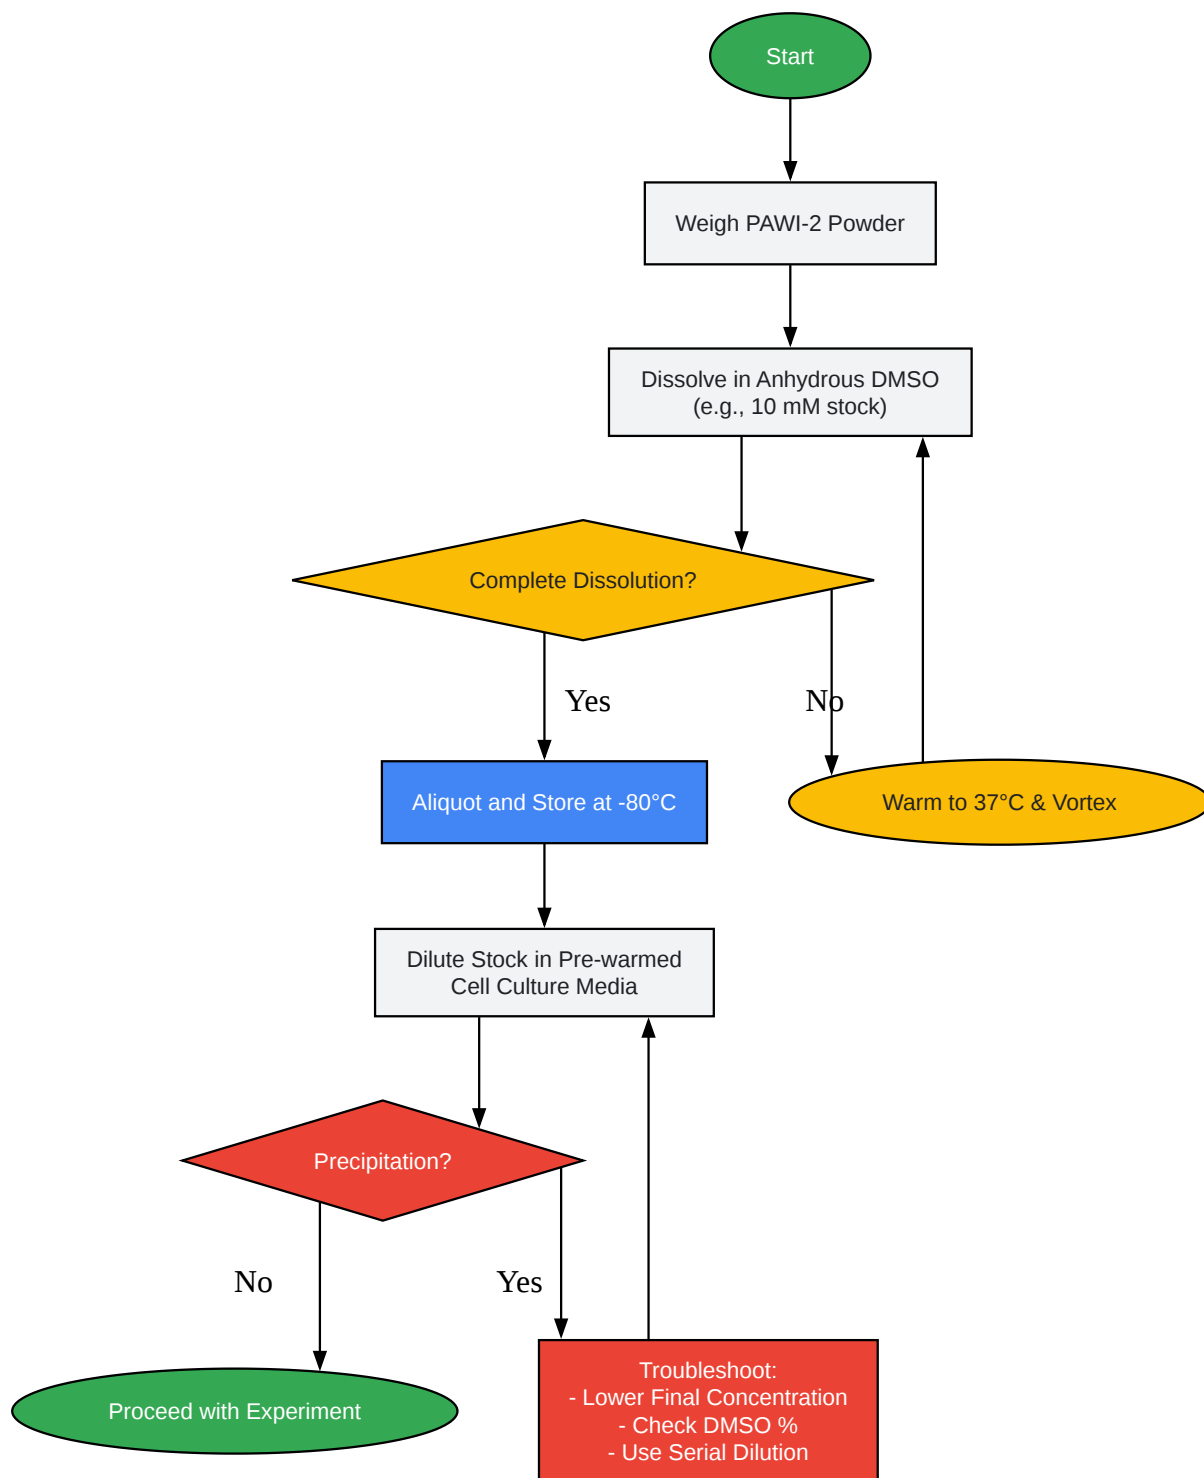 Start
Weigh PAWI-2 Powder
Dissolve in Anhydrous DMSO
(e.g., 10 mM stock)
Complete Dissolution?
Yes
No
Aliquot and Store at -80°C
Warm to 37°C & Vortex
Dilute Stock in Pre-warmed
Cell Culture Media
Precipitation?
No
Yes
Proceed with Experiment
Troubleshoot:
- Lower Final Concentration
- Check DMSO %
- Use Serial Dilution